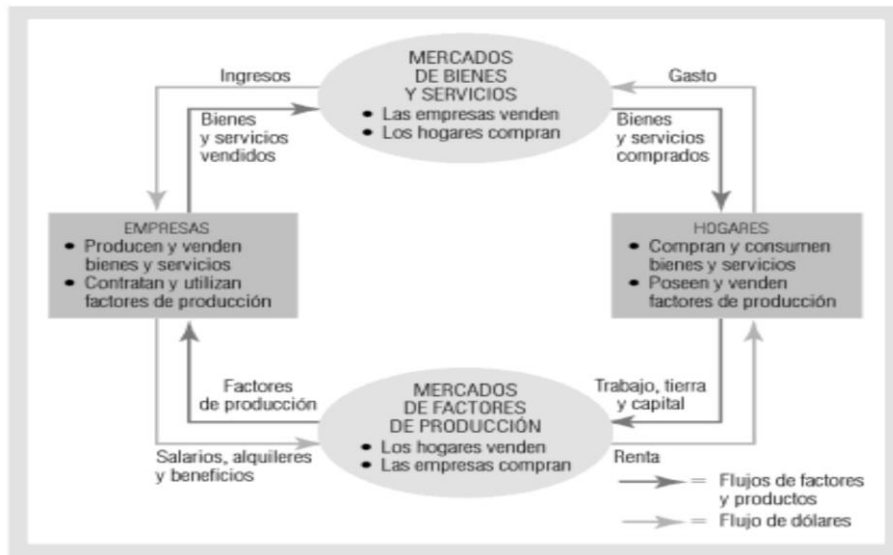 MERCADOS
DE BIENES
Y SERVICIOS
• Las empresas venden
• Los hogares compran
Ingresos
Gasto
Bienes
y servicios
vendidos
Bienes
y servicios
comprados
EMPRESAS
• Producen y venden
bienes y servicios
• Contratan y utilizan
factores de producción
HOGARES
• Compran y consumen
bienes y servicios
• Poseen y venden
factores de producción
Factores
de producción
Trabajo, tierra
y capital
MERCADOS
DE FACTORES
DE PRODUCCIÓN
• Los hogares venden
• Las empresas compran
Salarios, alquileres
y beneficios
Renta
= Flujos de factores
y productos
= Flujo de dólares